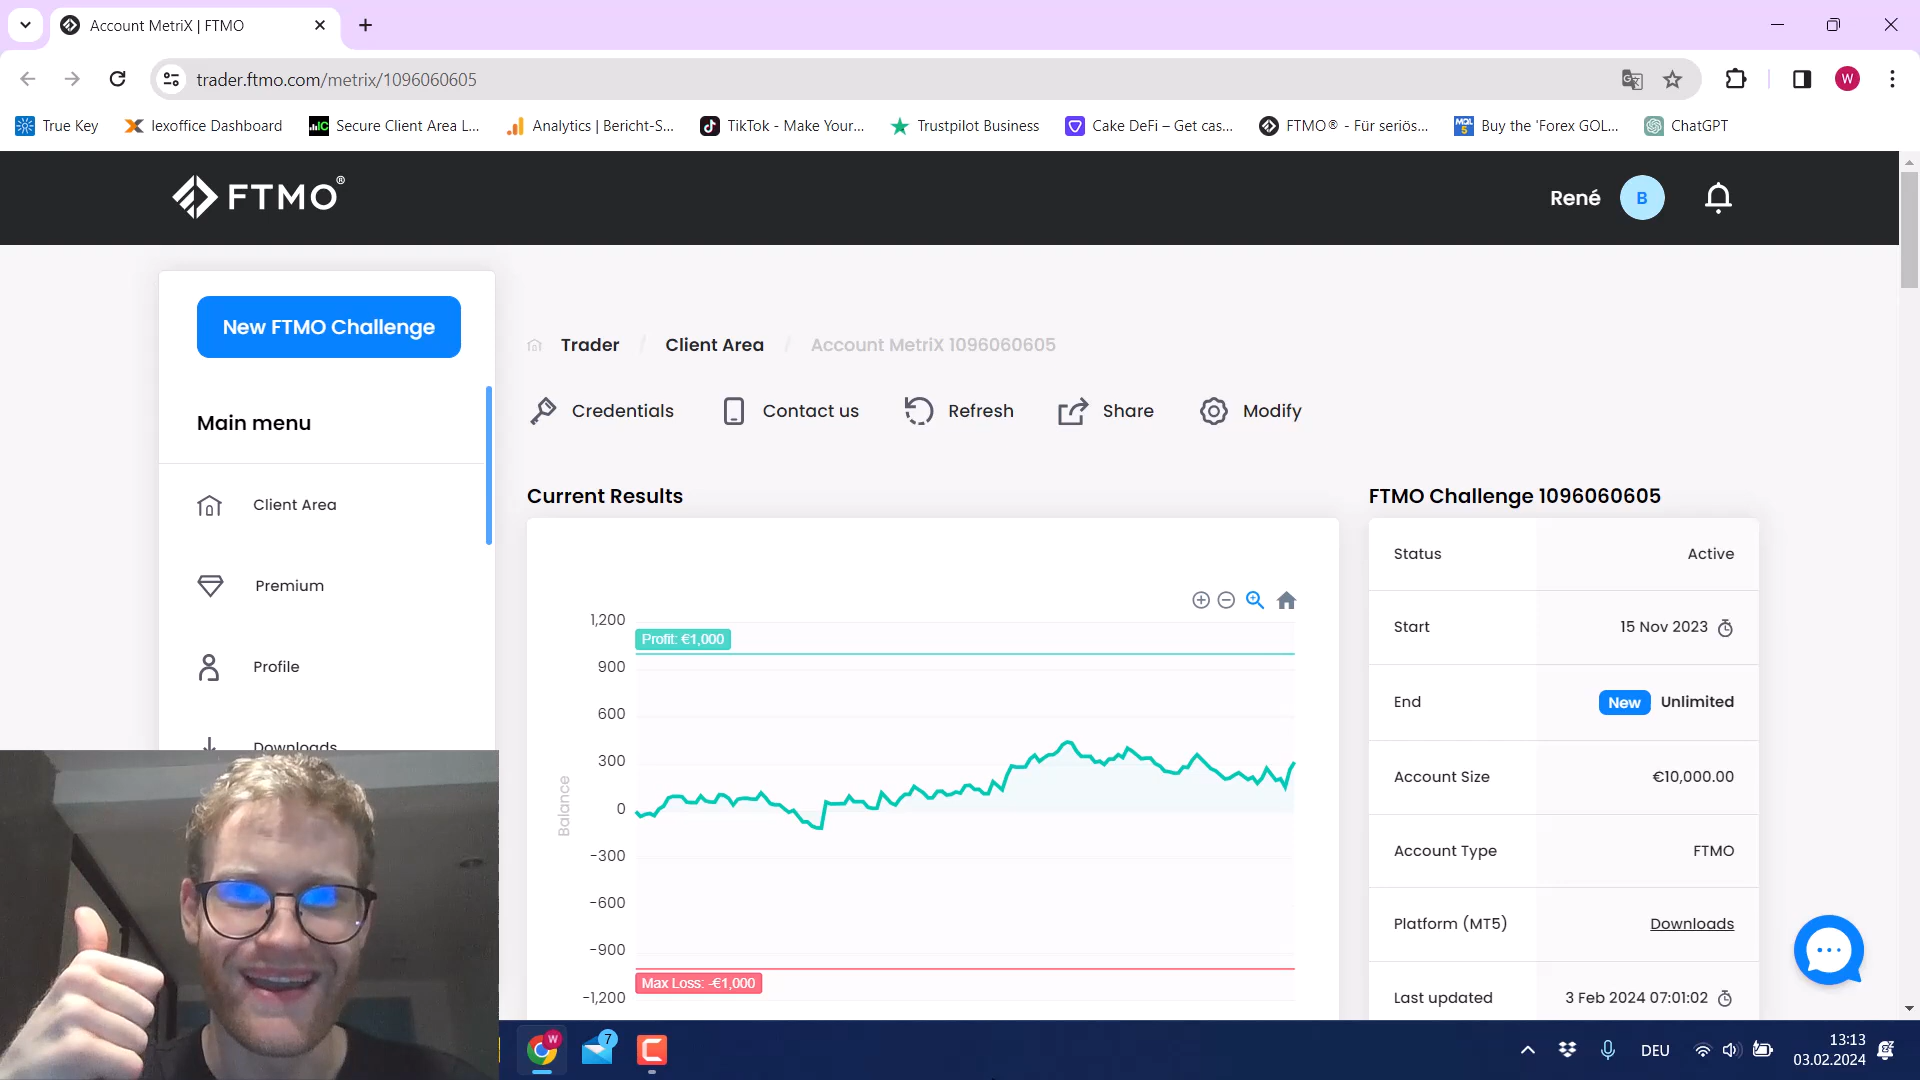 Account MetriX | FTMO
trader.ftmo.com/metrix/1096060605
W
True Key
lexoffice Dashboard
Secure Client Area L...
Analytics | Bericht-S...
TikTok - Make Your...
Trustpilot Business
Cake DeFi – Get cas...
FTMO® - Für seriös...
Buy the 'Forex GOL...
ChatGPT
FTMO®
René
B
New FTMO Challenge
Main menu
Client Area
Premium
Profile
Downloads
Trader / Client Area / Account MetriX 1096060605
Credentials
Contact us
Refresh
Share
Modify
Current Results
1,200
Profit: €1,000
900
600
300
0
-300
-600
-900
Max Loss: -€1,000
-1,200
Balance
FTMO Challenge 1096060605
Status Active
Start 15 Nov 2023
End New Unlimited
Account Size €10,000.00
Account Type FTMO
Platform (MT5) Downloads
Last updated 3 Feb 2024 07:01:02
W
7
DEU
13:13
03.02.2024